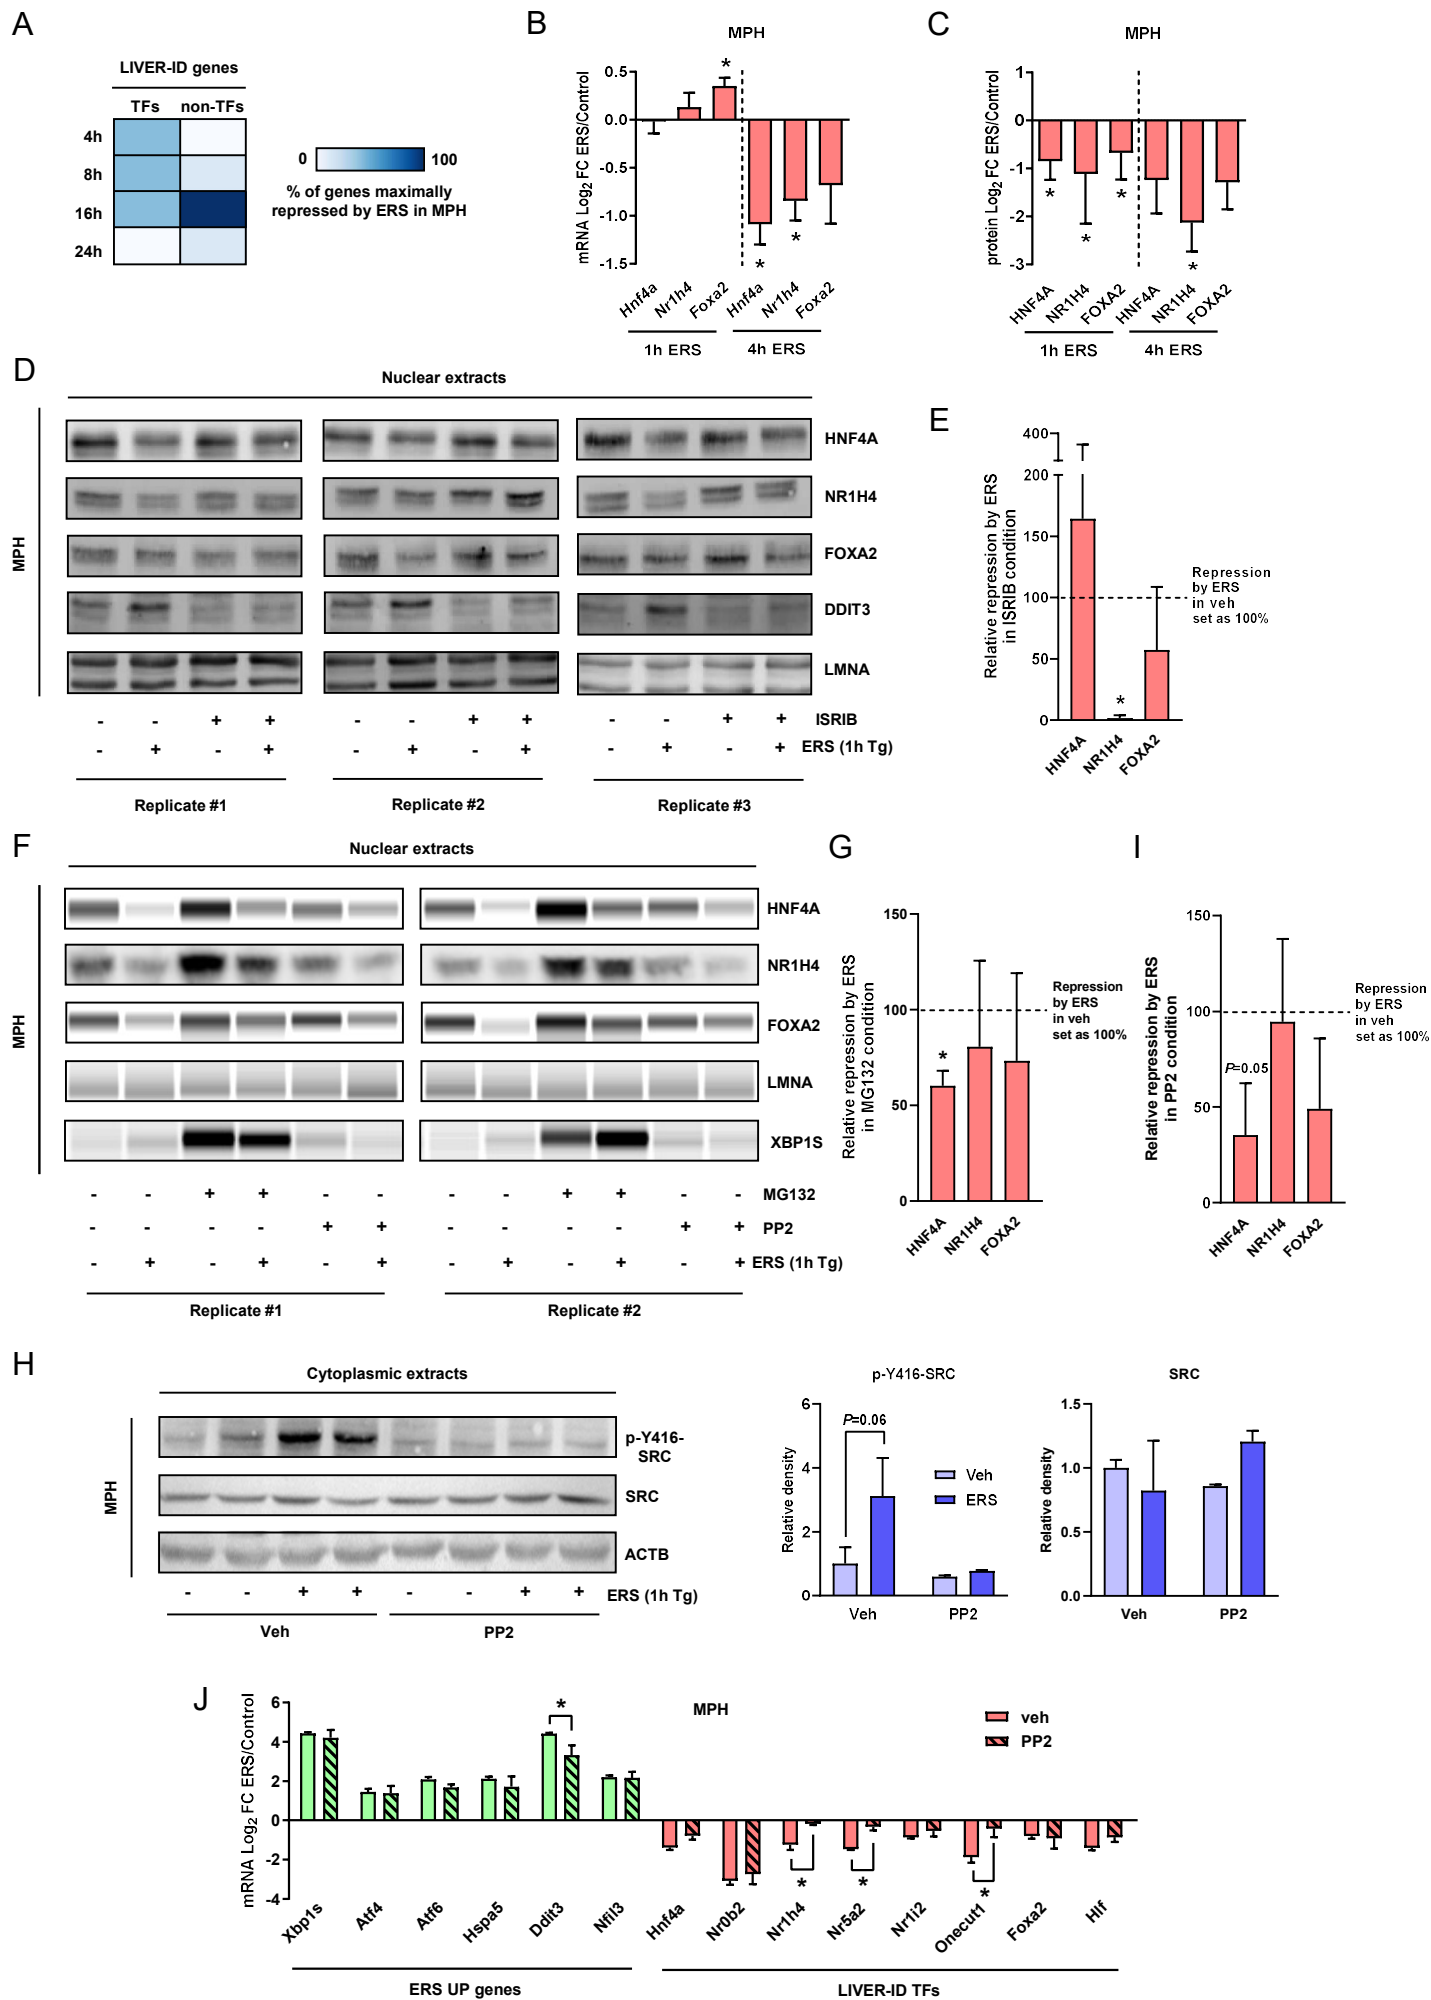 A
LIVER-ID genes
TFs non-TFs
4h
8h
16h
24h
0 100
% of genes maximally
repressed by ERS in MPH
B
MPH
mRNA Log2 FC ERS/Control
0.5
0.0
-0.5
-1.0
-1.5
*
*
*
Hnf4a Nr1h4 Foxa2 Hnf4a Nr1h4 Foxa2
1h ERS 4h ERS
C
MPH
protein Log2 FC ERS/Control
1
0
-1
-2
-3
*
*
*
*
HNF4A NR1H4 FOXA2 HNF4A NR1H4 FOXA2
1h ERS 4h ERS
D
Nuclear extracts
MPH
HNF4A
NR1H4
FOXA2
DDIT3
LMNA
- - + + - - + + - - + + ISRIB
- + - + - + - + - + - + ERS (1h Tg)
Replicate #1 Replicate #2 Replicate #3
E
Relative repression by ERS
in ISRIB condition
400
200
150
100
50
0
*
Repression
by ERS
in veh
set as 100%
HNF4A NR1H4 FOXA2
F
Nuclear extracts
MPH
HNF4A
NR1H4
FOXA2
LMNA
XBP1S
- - + + - - - - + + - - MG132
- - - - + + - - - - + + PP2
- + - + - + - + - + - + ERS (1h Tg)
Replicate #1 Replicate #2
G
Relative repression by ERS
in MG132 condition
150
100
50
0
*
Repression
by ERS
in veh
set as 100%
HNF4A NR1H4 FOXA2
I
Relative repression by ERS
in PP2 condition
150
100
50
0
P=0.05
Repression
by ERS
in veh
set as 100%
HNF4A NR1H4 FOXA2
H
Cytoplasmic extracts
MPH
p-Y416-
SRC
SRC
ACTB
- - + + - - + + ERS (1h Tg)
Veh PP2
p-Y416-SRC
Relative density
6
4
2
0
P=0.06
Veh
ERS
Veh PP2
SRC
Relative density
1.5
1.0
0.5
0.0
Veh PP2
J
MPH
mRNA Log2 FC ERS/Control
6
4
2
0
-2
-4
*
*
*
*
veh
PP2
Xbp1s Atf4 Atf6 Hspa5 Ddit3 Nfil3 Hnf4a Nr0b2 Nr1h4 Nr5a2 Nr1i2 Onecut1 Foxa2 Hlf
ERS UP genes LIVER-ID TFs